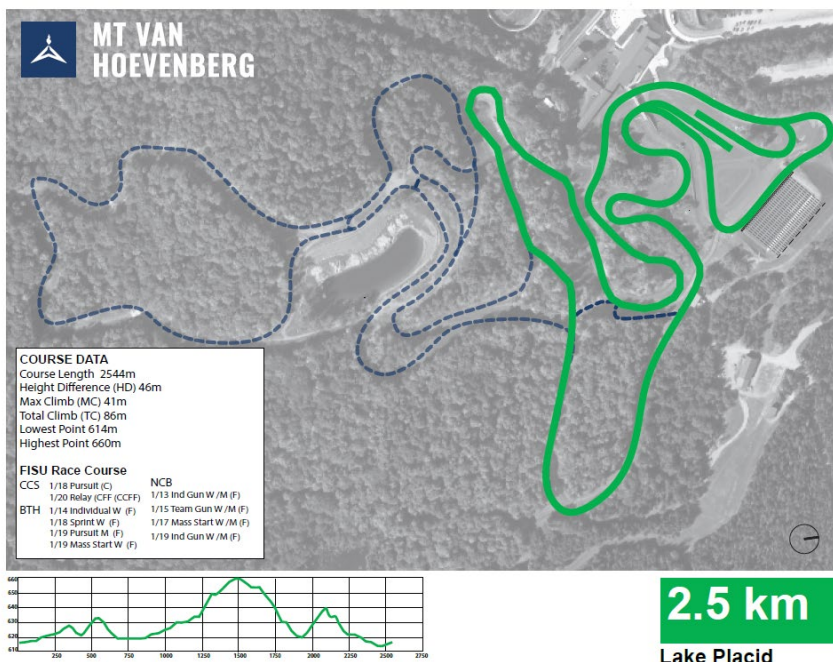 MT VAN
HOEVENBERG
COURSE DATA
Course Length 2544m
Height Difference (HD) 46m
Max Climb (MC) 41m
Total Climb (TC) 86m
Lowest Point 614m
Highest Point 660m
FISU Race Course
CCS 1/18 Pursuit (C)
1/20 Relay (CFF (CCFF)
BTH 1/14 Individual W (F)
1/18 Sprint W (F)
1/19 Pursuit M (F)
1/19 Mass Start W (F)
NCB
1/13 Ind Gun W /M (F)
1/15 Team Gun W /M (F)
1/17 Mass Start W /M (F)
1/19 Ind Gun W /M (F)
660
650
640
630
620
610
250 500 750 1000 1250 1500 1750 2000 2250 2500 2750
2.5 km
Lake Placid